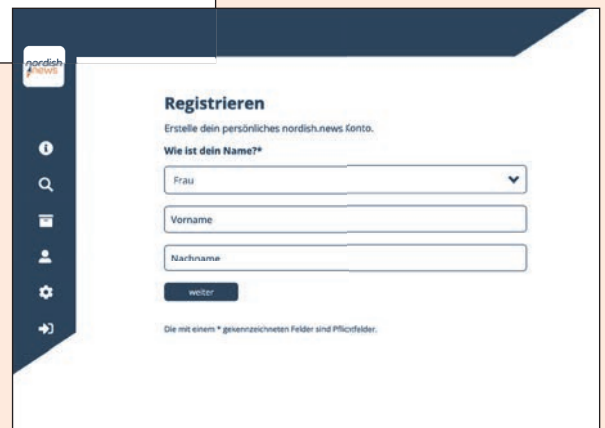 nordish.
news
Registrieren
Erstelle dein persönliches nordish.news Konto.
Wie ist dein Name?*
Frau
Vorname
Nachname
weiter
Die mit einem * gekennzeichneten Felder sind Pflichtfelder.